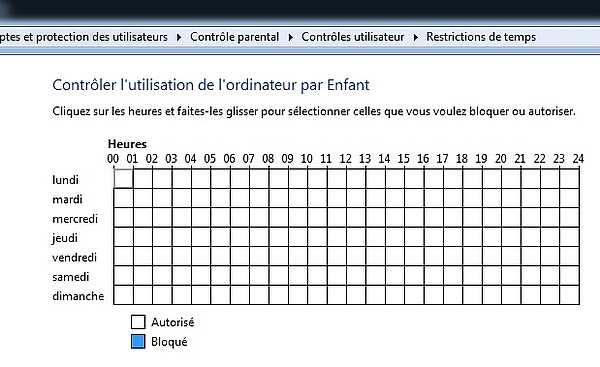 ptes et protection des utilisateurs ▸ Contrôle parental ▸ Contrôles utilisateur ▸ Restrictions de temps
Contrôler l'utilisation de l'ordinateur par Enfant
Cliquez sur les heures et faites-les glisser pour sélectionner celles que vous voulez bloquer ou autoriser.
Heures
00 01 02 03 04 05 06 07 08 09 10 11 12 13 14 15 16 17 18 19 20 21 22 23 24
lundi
mardi
mercredi
jeudi
vendredi
samedi
dimanche
Autorisé
Bloqué